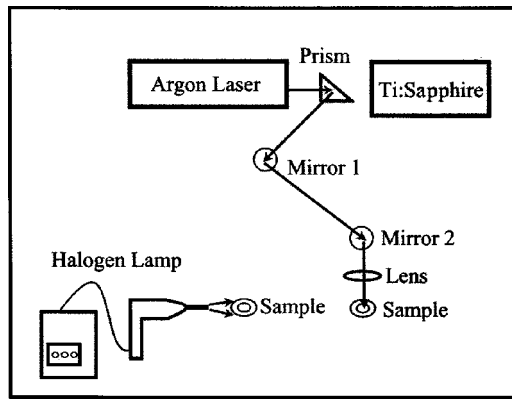 Prism
Argon Laser
Ti:Sapphire
Mirror 1
Mirror 2
Halogen Lamp
Lens
Sample
Sample